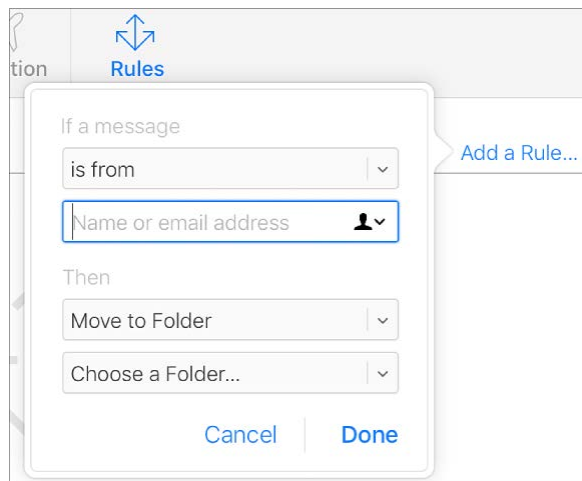 tion
Rules
Add a Rule...
If a message
is from
Name or email address
Then
Move to Folder
Choose a Folder...
Cancel
Done